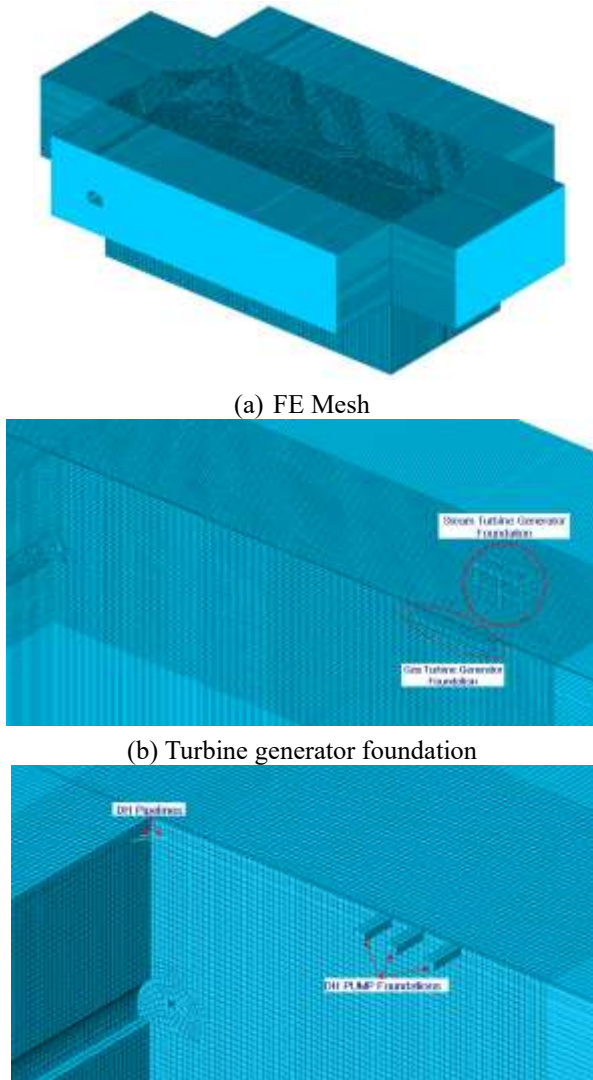 (a) FE Mesh
Steam Turbine Generator
Foundation
Gas Turbine Generator
Foundation
(b) Turbine generator foundation
DH Pipelines
DH PUMP Foundations